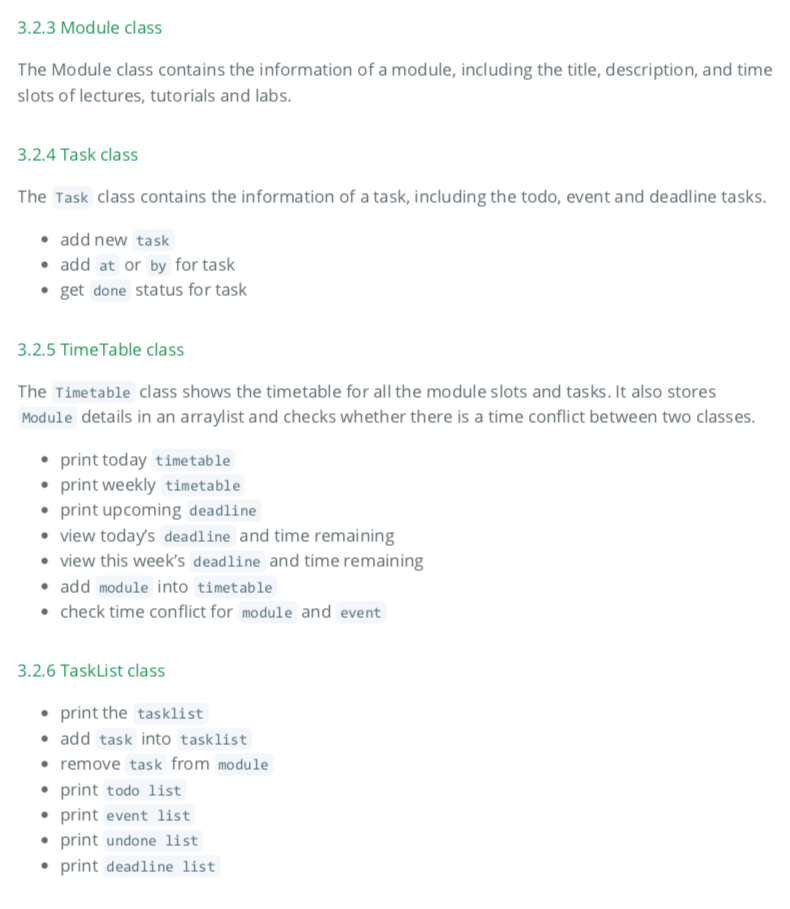 3.2.3 Module class
The Module class contains the information of a module, including the title, description, and time
slots of lectures, tutorials and labs.
3.2.4 Task class
The Task class contains the information of a task, including the todo, event and deadline tasks.
• add new task
• add at or by for task
• get done status for task
3.2.5 TimeTable class
The Timetable class shows the timetable for all the module slots and tasks. It also stores
Module details in an arraylist and checks whether there is a time conflict between two classes.
• print today timetable
• print weekly timetable
• print upcoming deadline
• view today's deadline and time remaining
• view this week's deadline and time remaining
• add module into timetable
• check time conflict for module and event
3.2.6 TaskList class
• print the tasklist
• add task into tasklist
• remove task from module
• print todo list
• print event list
• print undone list
• print deadline list